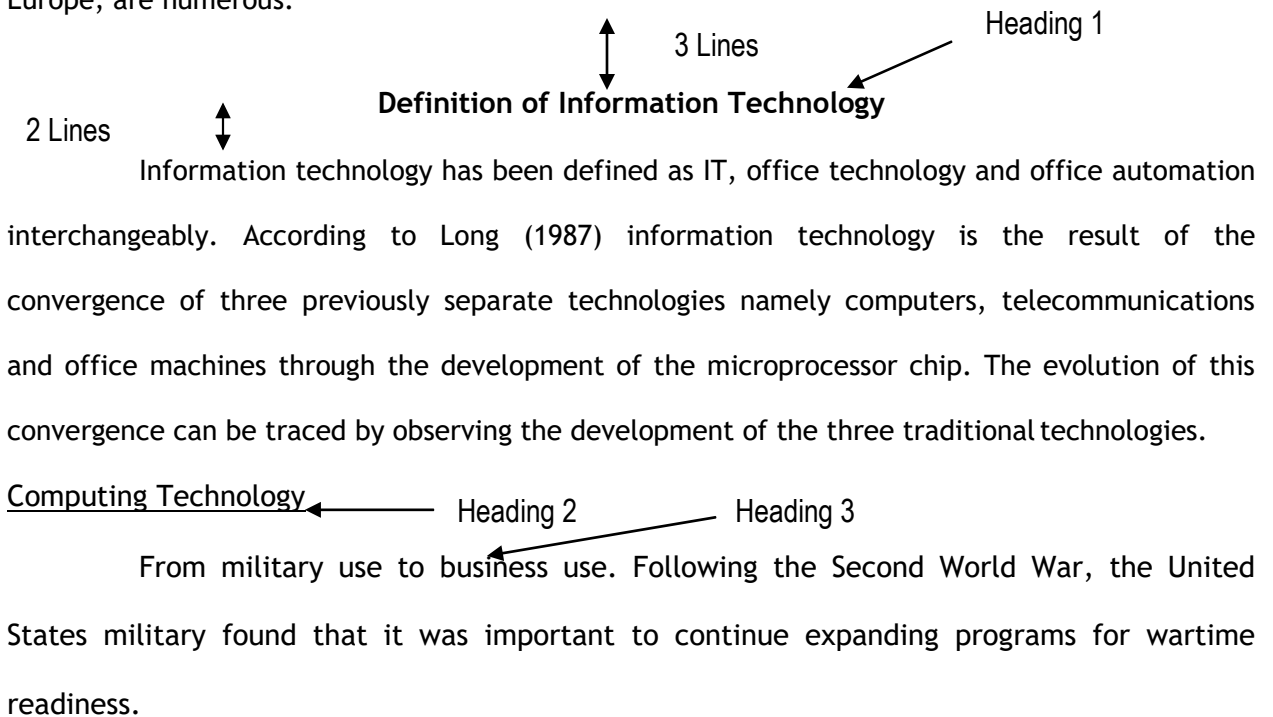 Europe, are numerous.
Heading 1
3 Lines
Definition of Information Technology
2 Lines
Information technology has been defined as IT, office technology and office automation
interchangeably. According to Long (1987) information technology is the result of the
convergence of three previously separate technologies namely computers, telecommunications
and office machines through the development of the microprocessor chip. The evolution of this
convergence can be traced by observing the development of the three traditional technologies.
Computing Technology
Heading 2
Heading 3
From military use to business use. Following the Second World War, the United
States military found that it was important to continue expanding programs for wartime
readiness.